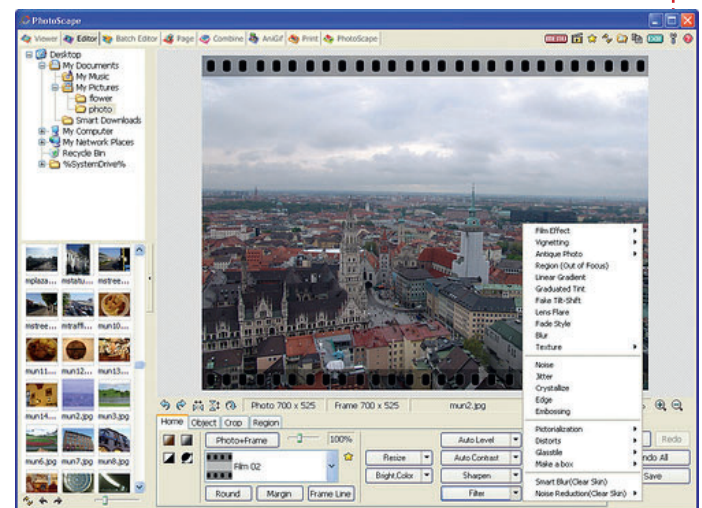 PhotoScape
Viewer Editor Batch Editor Page Combine AniGif Print PhotoScape
MENU
Desktop
My Documents
My Music
My Pictures
flower
photo
Smart Downloads
My Computer
My Network Places
Recycle Bin
%SystemDrive%
mplaza... mstatu... mstree...
mstree... mtraffi... mun10...
mun11... mun12... mun13...
mun14... mun2.jpg mun3.jpg
mun6.jpg mun7.jpg mun8.jpg
Photo 700 x 525 Frame 700 x 525 mun2.jpg
Home Object Crop Region
Photo+Frame 100%
Film 02
Round Margin Frame Line
Resize
Bright,Color
Auto Level
Auto Contrast
Sharpen
Filter
Film Effect
Vignetting
Antique Photo
Region (Out of Focus)
Linear Gradient
Graduated Tint
Fake Tilt-Shift
Lens Flare
Fade Style
Blur
Texture
Noise
Jitter
Crystallize
Edge
Embossing
Pictorialization
Distorts
Glasstile
Make a box
Smart Blur(Clear Skin)
Noise Reduction(Clear Skin)
Redo
ndo All
Save